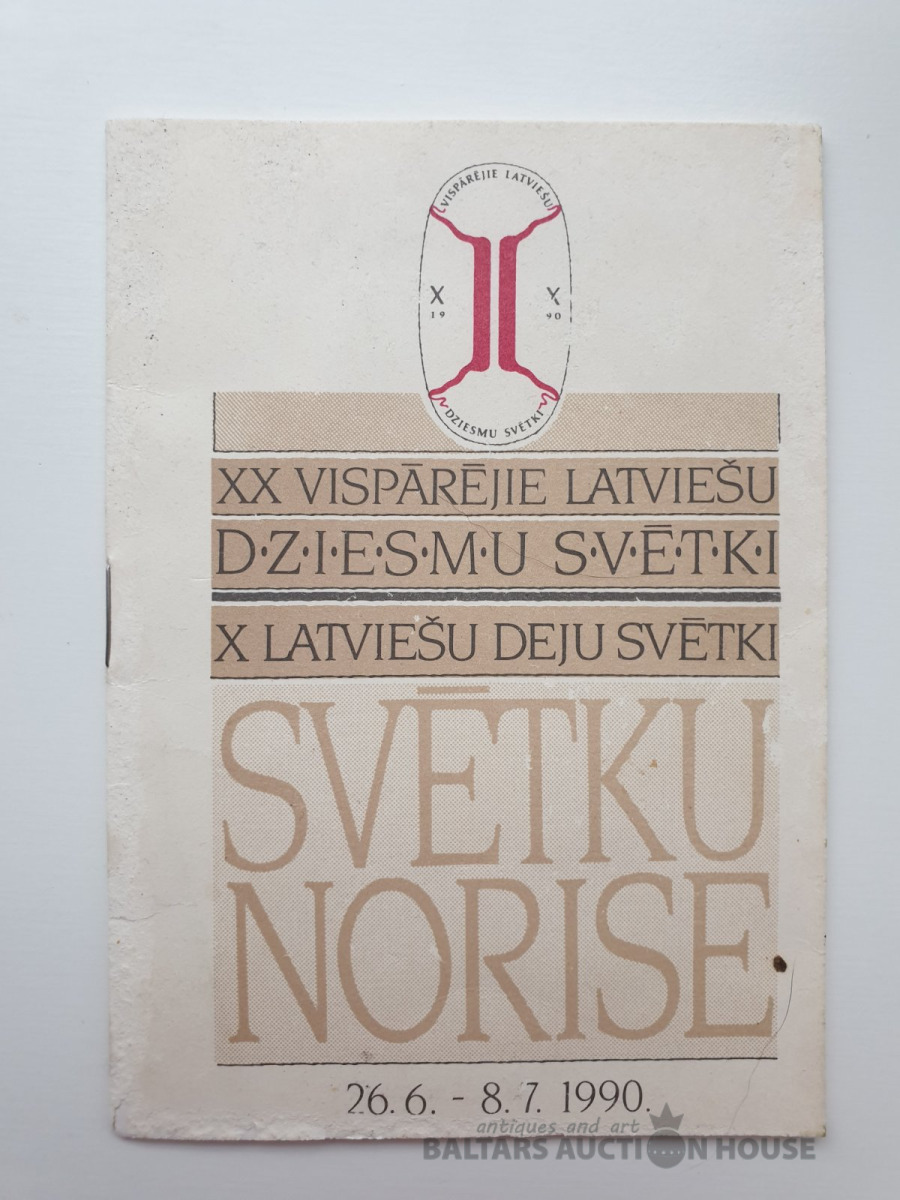 VISPĀRĒJIE LATVIEŠU
X X
19 90
DZIESMU SVĒTKI
XX VISPĀRĒJIE LATVIEŠU
D·Z·I·E·S·M·U S·V·Ē·T·K·I
X LATVIEŠU DEJU SVĒTKI
SVĒTKU
NORISE
26.6. - 8.7. 1990.
antiques and art
BALTARS AUCTION HOUSE